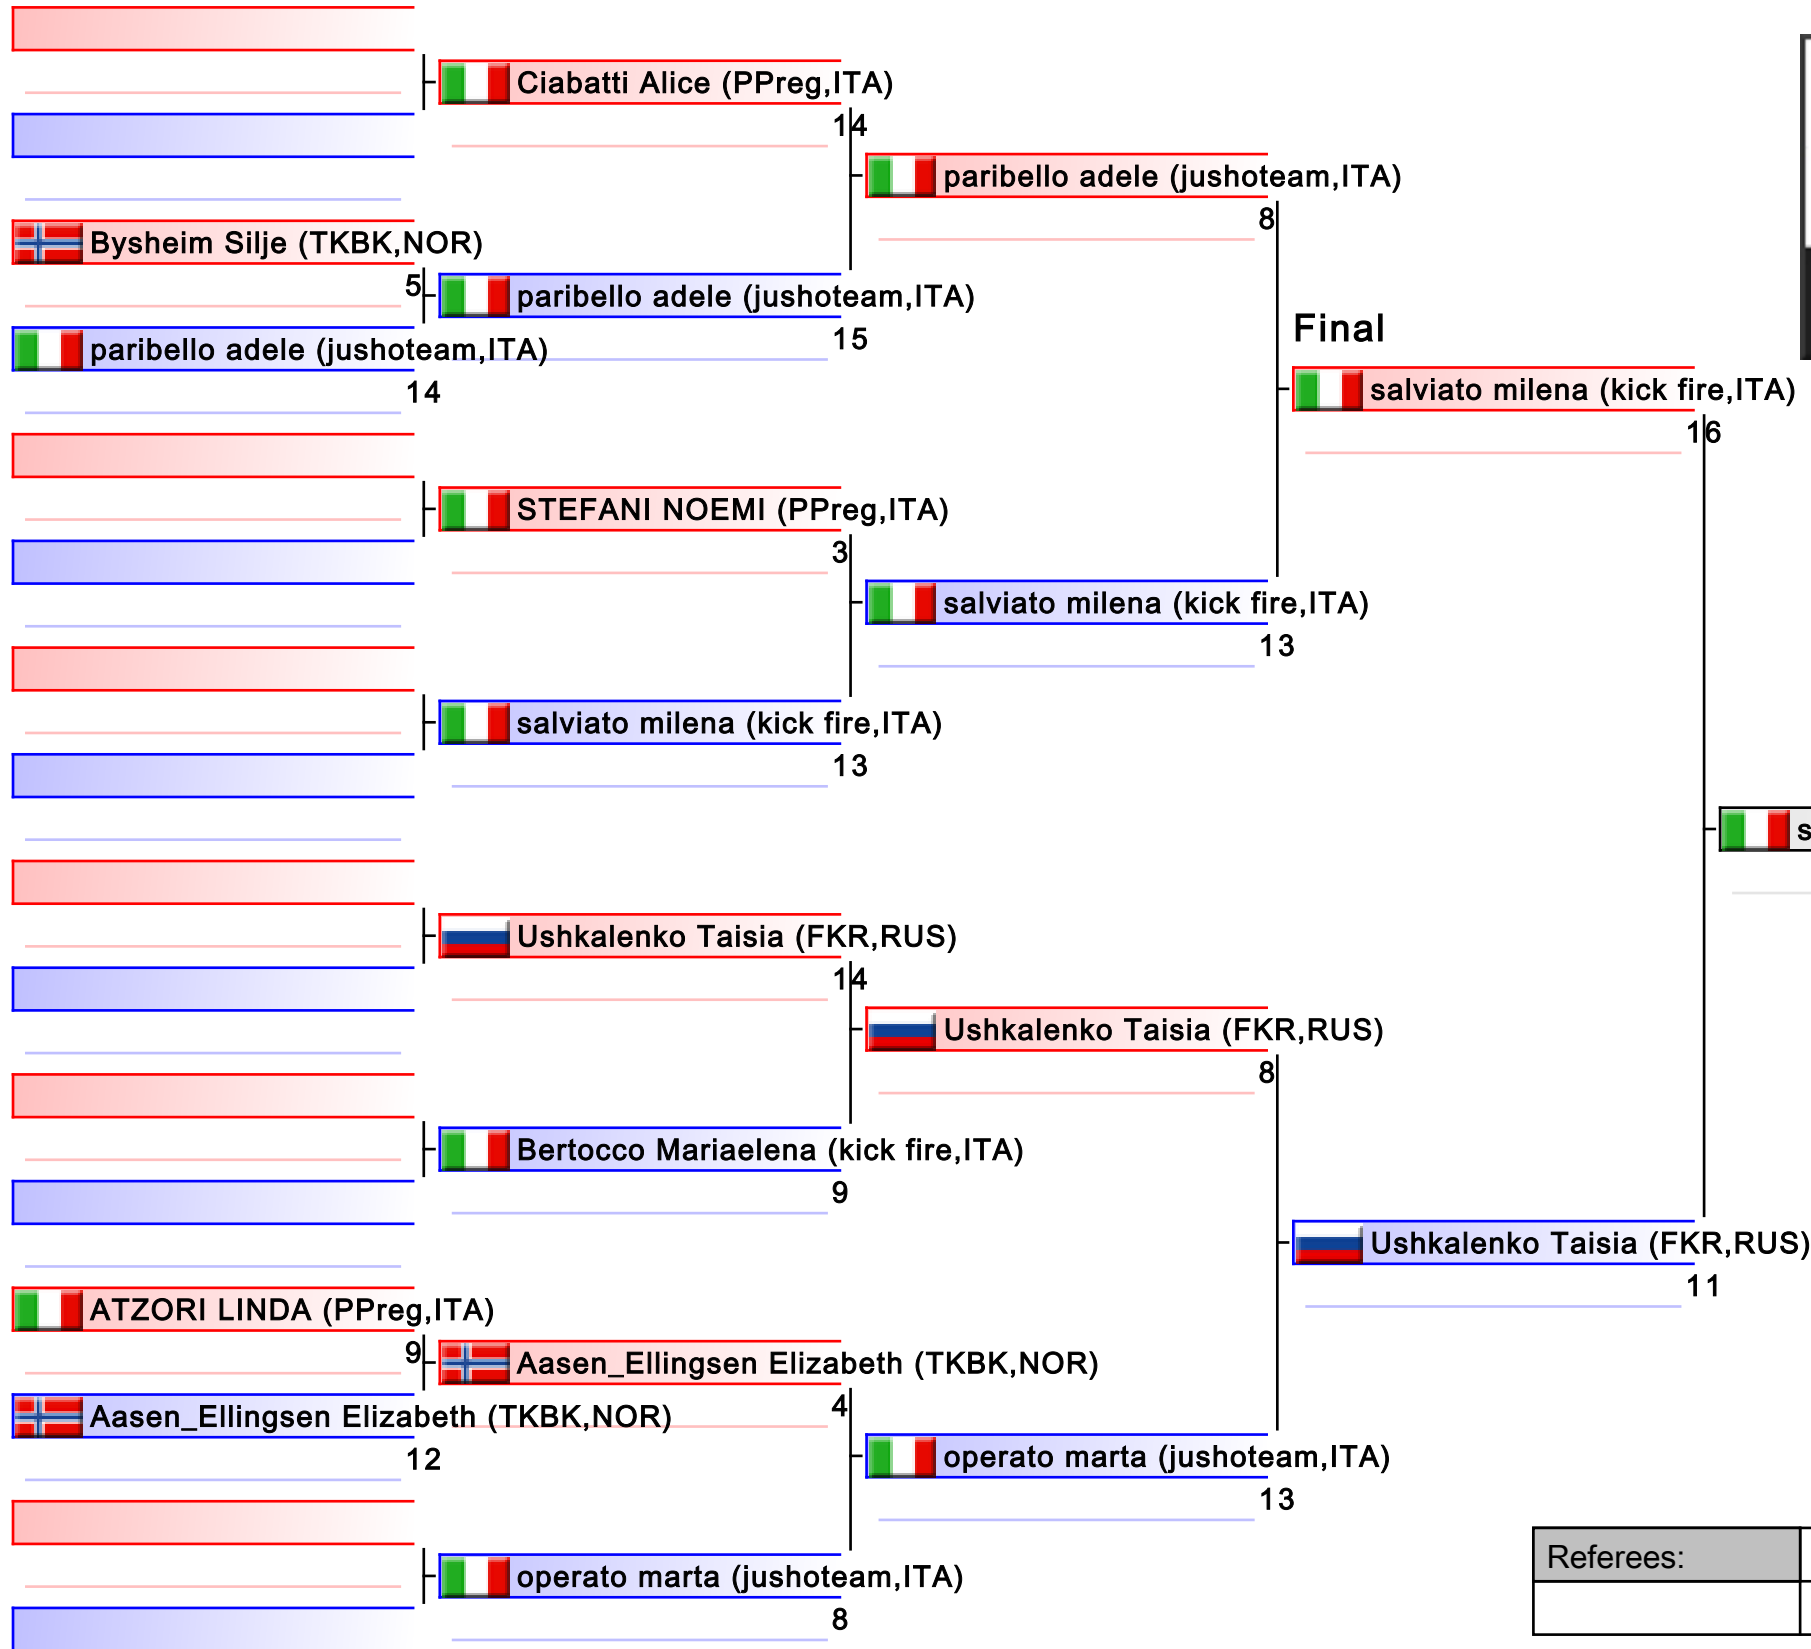 Ciabatti Alice (PPreg,ITA)
14
paribello adele (jushoteam,ITA)
8
Bysheim Silje (TKBK,NOR)
5
paribello adele (jushoteam,ITA)
15
paribello adele (jushoteam,ITA)
14
Final
salviato milena (kick fire,ITA)
16
STEFANI NOEMI (PPreg,ITA)
3
salviato milena (kick fire,ITA)
13
salviato milena (kick fire,ITA)
13
s
Ushkalenko Taisia (FKR,RUS)
14
Ushkalenko Taisia (FKR,RUS)
8
Bertocco Mariaelena (kick fire,ITA)
9
Ushkalenko Taisia (FKR,RUS)
11
ATZORI LINDA (PPreg,ITA)
9
Aasen_Ellingsen Elizabeth (TKBK,NOR)
4
Aasen_Ellingsen Elizabeth (TKBK,NOR)
12
operato marta (jushoteam,ITA)
13
operato marta (jushoteam,ITA)
8
Referees: